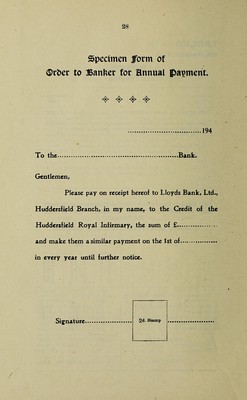 28
Specimen Form of
Order to Banker for Annual Payment.
..............................194
To the................................................Bank.
Gentlemen,
Please pay on receipt hereof to Lloyds Bank, Ltd.,
Huddersfield Branch, in my name, to the Credit of the
Huddersfield Royal Infirmary, the sum of £................
and make them a similar payment on the 1st of...............
in every year until further notice.
Signature................... 2d. Stamp ...................